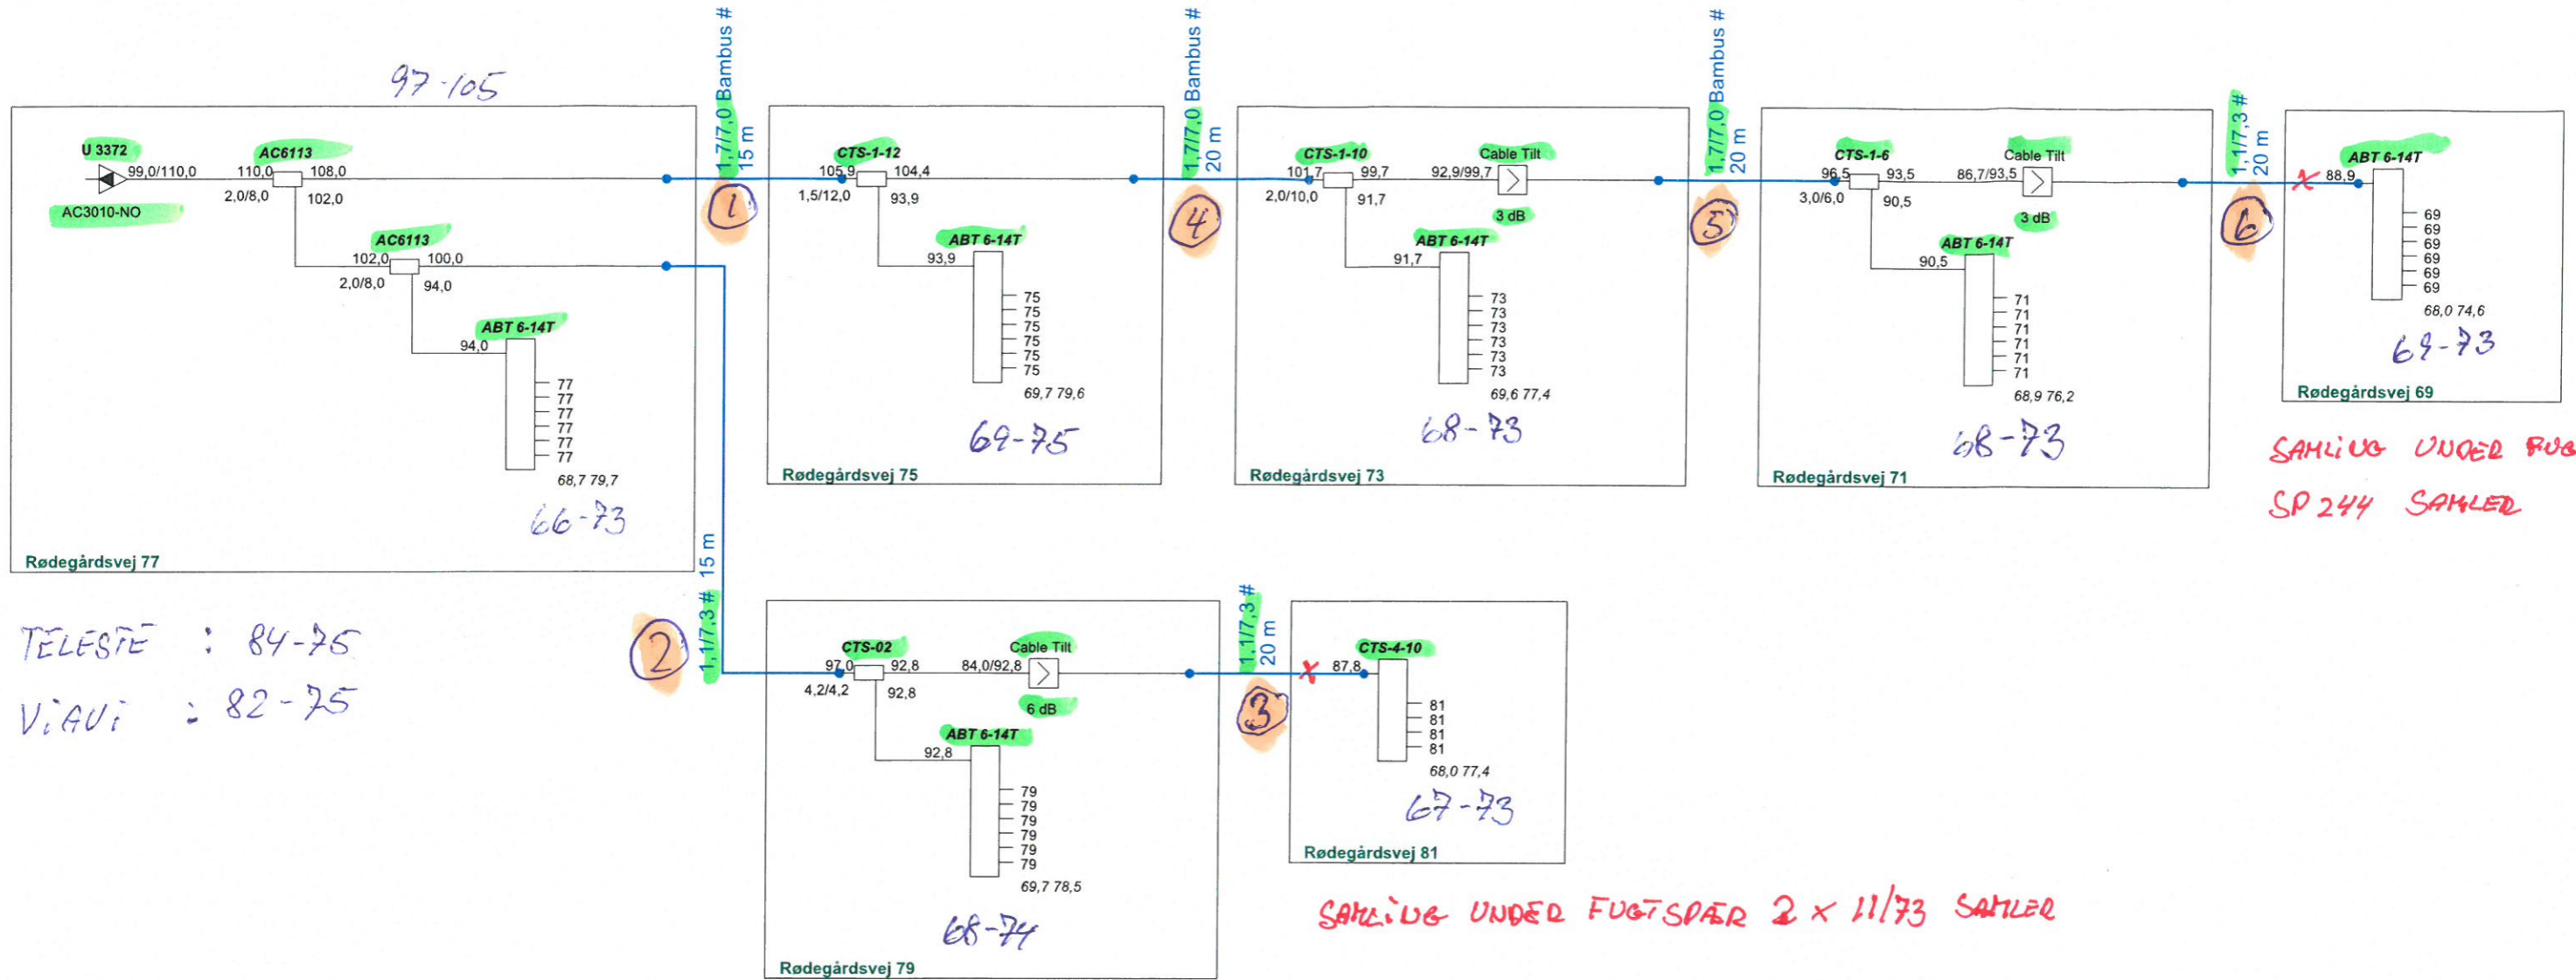 97-105
U 3372
99,0/110,0
AC3010-NO
AC6113
110,0
108,0
2,0/8,0
102,0
AC6113
102,0
100,0
2,0/8,0
94,0
ABT 6-14T
94,0
77
77
77
77
77
77
68,7 79,7
66-73
Rødegårdsvej 77
1,7/7,0 Bambus #
15 m
1
CTS-1-12
105,9
104,4
1,5/12,0
93,9
ABT 6-14T
93,9
75
75
75
75
75
75
69,7 79,6
69-75
Rødegårdsvej 75
1,7/7,0 Bambus #
20 m
4
CTS-1-10
101,7
99,7
2,0/10,0
91,7
92,9/99,7
Cable Tilt
3 dB
ABT 6-14T
91,7
73
73
73
73
73
73
69,6 77,4
68-73
Rødegårdsvej 73
1,7/7,0 Bambus #
20 m
5
CTS-1-6
96,5
93,5
3,0/6,0
90,5
86,7/93,5
Cable Tilt
3 dB
ABT 6-14T
90,5
71
71
71
71
71
71
68,9 76,2
68-73
Rødegårdsvej 71
1,1/7,3 #
20 m
6
x
ABT 6-14T
88,9
69
69
69
69
69
69
68,0 74,6
69-73
Rødegårdsvej 69
SAMLING UNDER FUG
SP 244 SAMLER
TELESTE : 84-75
ViAVi : 82-75
1,1/7,3 # 15 m
2
CTS-02
97,0
92,8
4,2/4,2
92,8
84,0/92,8
Cable Tilt
6 dB
ABT 6-14T
92,8
79
79
79
79
79
79
69,7 78,5
68-74
Rødegårdsvej 79
1,1/7,3 #
20 m
3
x
CTS-4-10
87,8
81
81
81
81
68,0 77,4
67-73
Rødegårdsvej 81
SAMLING UNDER FUGTSPÆR 2 x 11/73 SAMLER